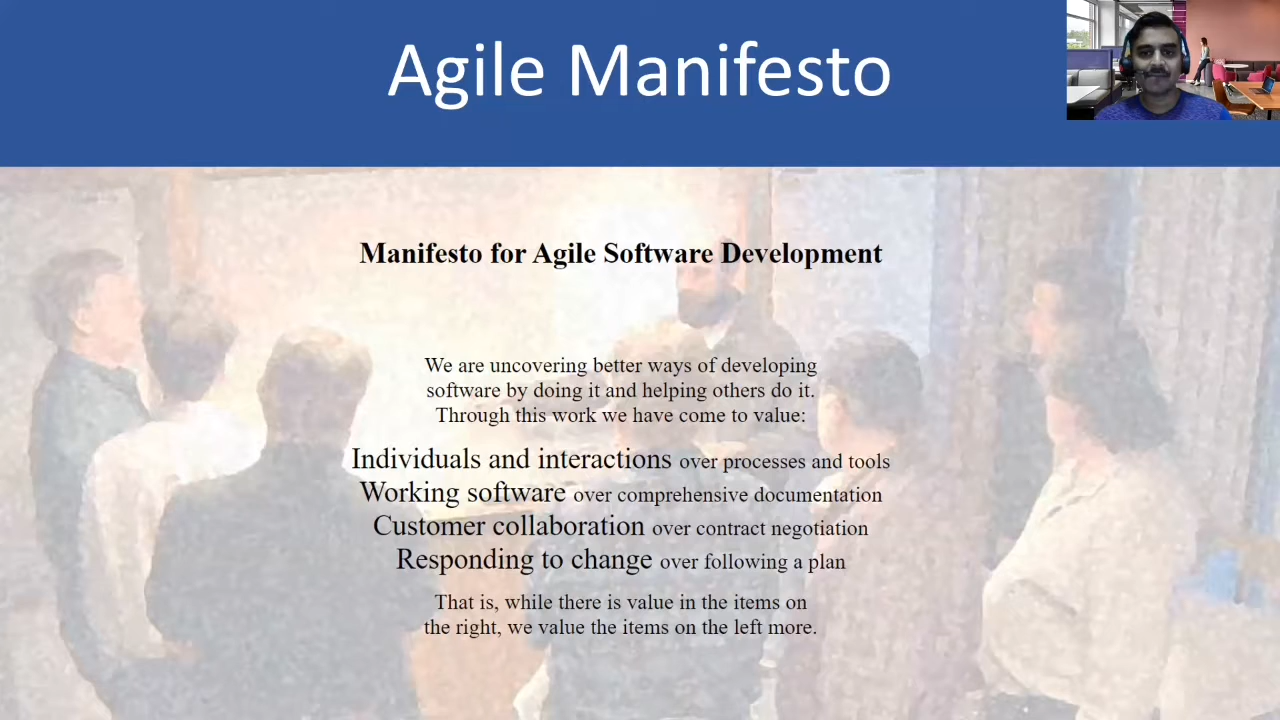 Agile Manifesto
Manifesto for Agile Software Development
We are uncovering better ways of developing
software by doing it and helping others do it.
Through this work we have come to value:
Individuals and interactions over processes and tools
Working software over comprehensive documentation
Customer collaboration over contract negotiation
Responding to change over following a plan
That is, while there is value in the items on
the right, we value the items on the left more.